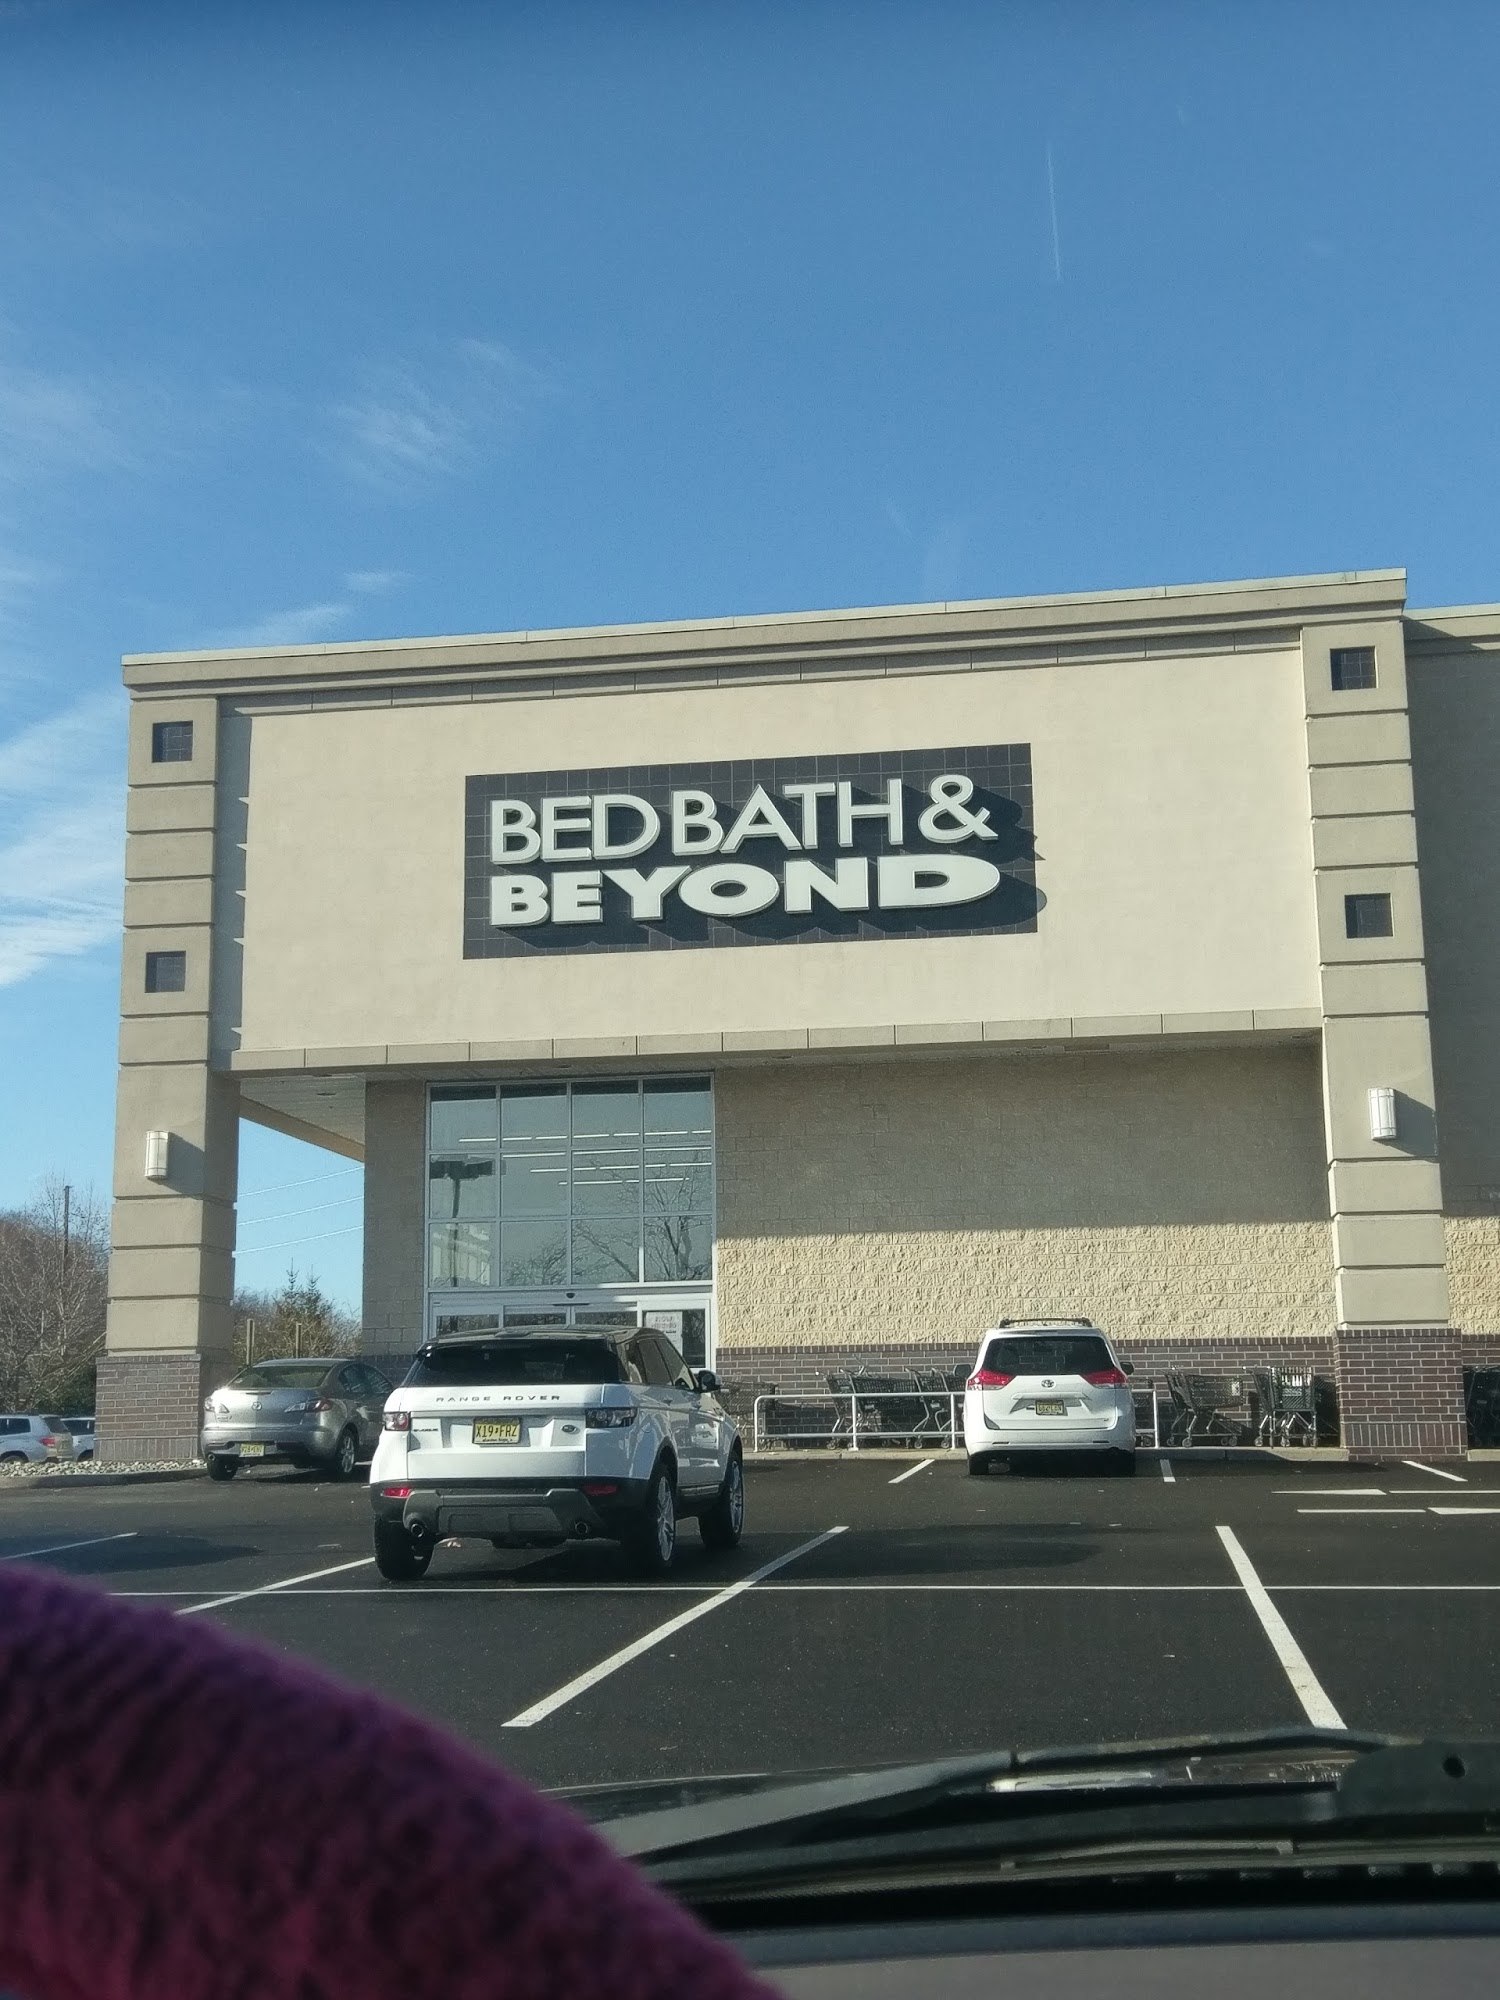 BED BATH &
BEYOND
RANGE ROVER
X19•FRZ